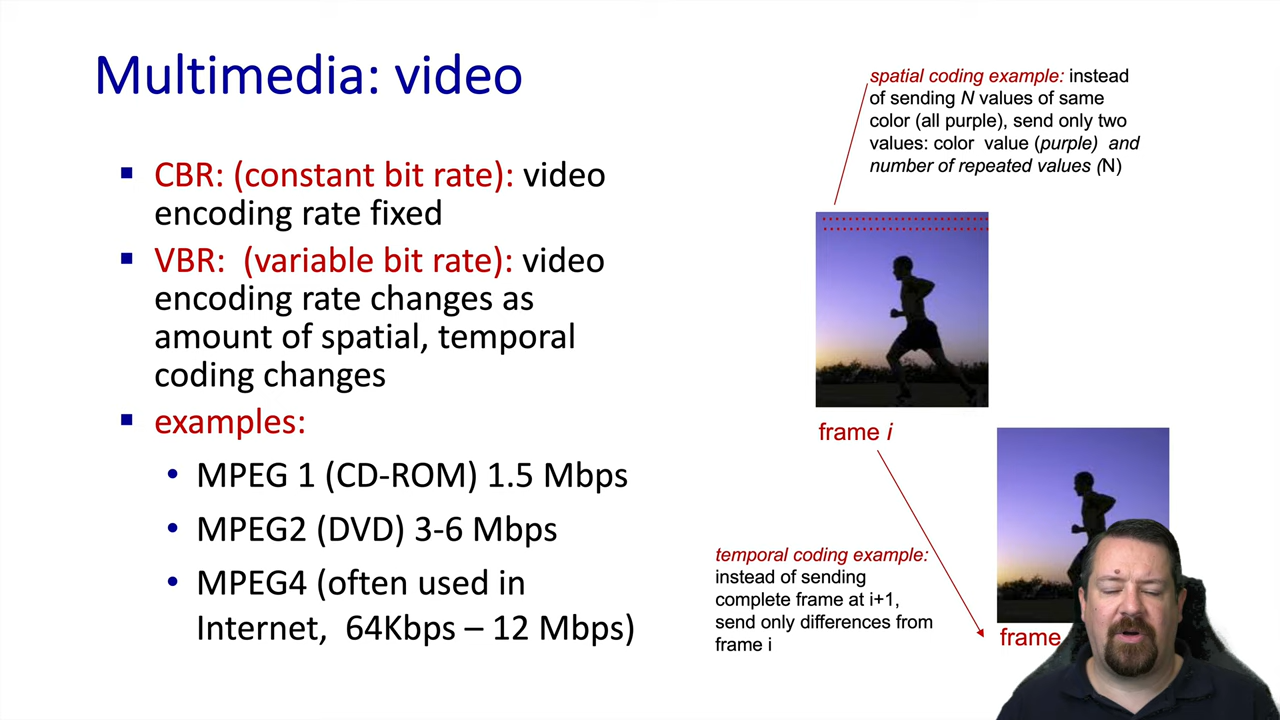 Multimedia: video
CBR: (constant bit rate): video
encoding rate fixed
VBR: (variable bit rate): video
encoding rate changes as
amount of spatial, temporal
coding changes
examples:
MPEG 1 (CD-ROM) 1.5 Mbps
MPEG2 (DVD) 3-6 Mbps
MPEG4 (often used in
Internet, 64Kbps – 12 Mbps)
spatial coding example: instead
of sending N values of same
color (all purple), send only two
values: color value (purple) and
number of repeated values (N)
frame i
temporal coding example:
instead of sending
complete frame at i+1,
send only differences from
frame i
frame